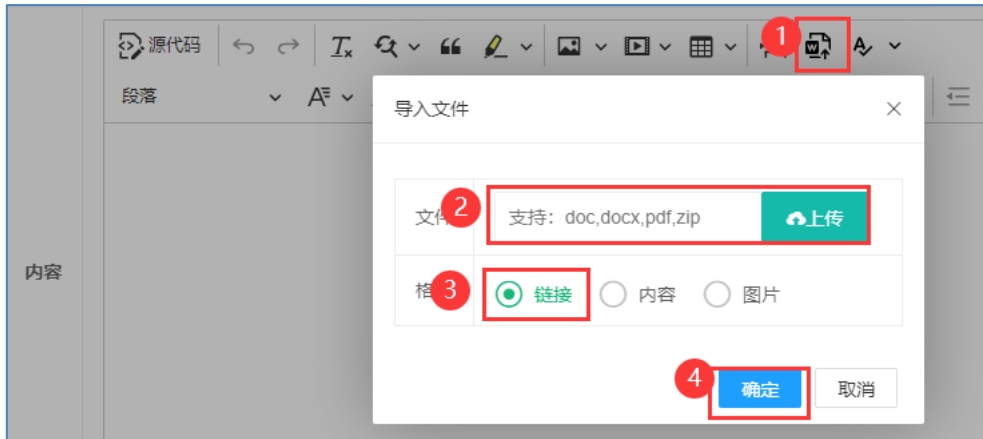 源代码 1
段落
导入文件
文件 2 支持：doc,docx,pdf,zip 上传
内容
格 3 链接 内容 图片
4 确定 取消